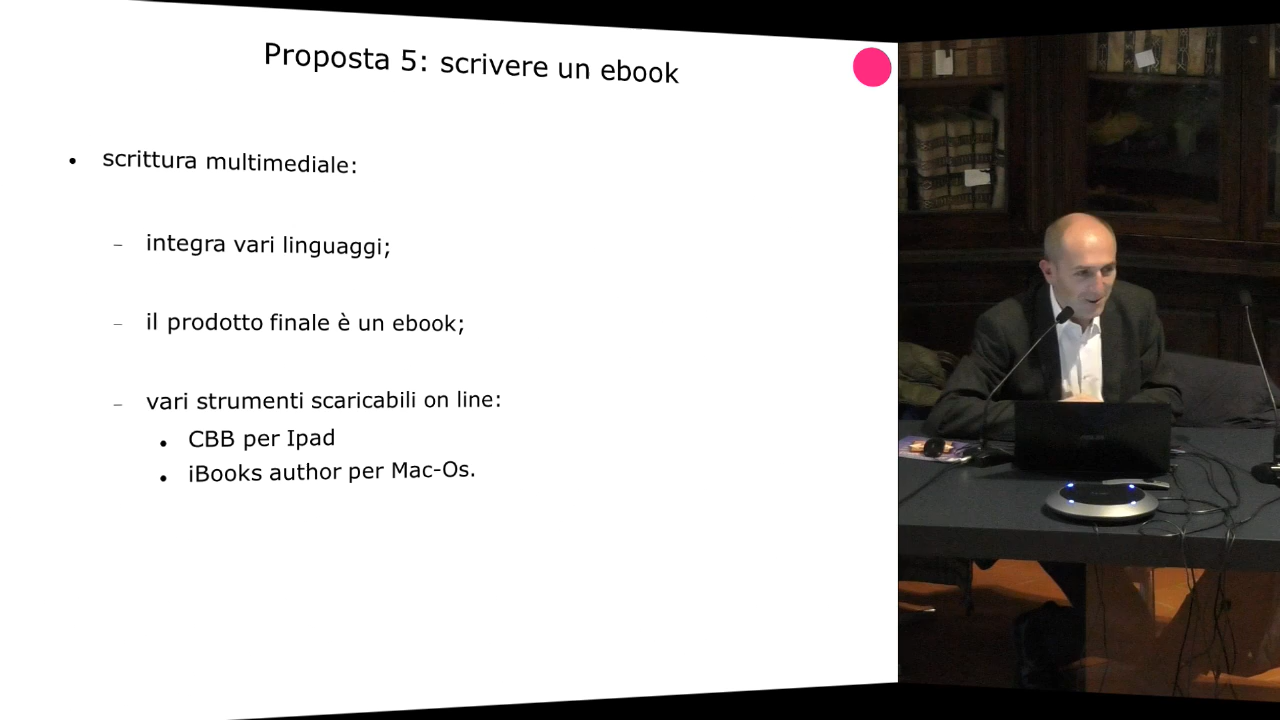 Proposta 5: scrivere un ebook
• scrittura multimediale:
– integra vari linguaggi;
– il prodotto finale è un ebook;
– vari strumenti scaricabili on line:
• CBB per Ipad
• iBooks author per Mac-Os.